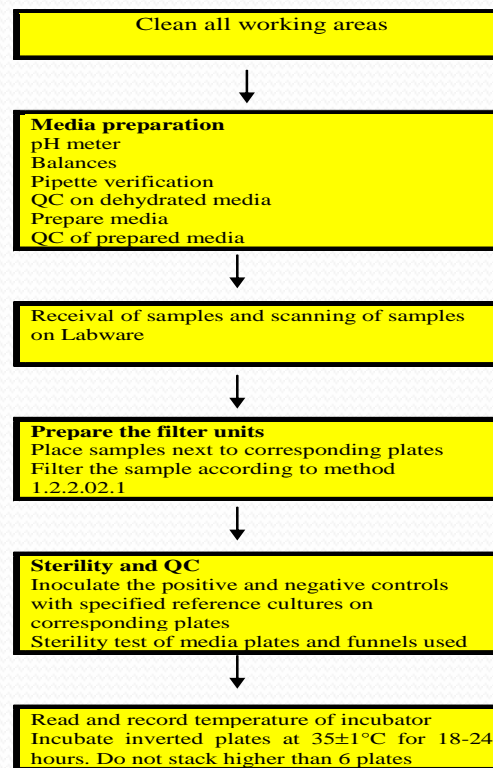 Clean all working areas
Media preparation
pH meter
Balances
Pipette verification
QC on dehydrated media
Prepare media
QC of prepared media
Receival of samples and scanning of samples
on Labware
Prepare the filter units
Place samples next to corresponding plates
Filter the sample according to method
1.2.2.02.1
Sterility and QC
Inoculate the positive and negative controls
with specified reference cultures on
corresponding plates
Sterility test of media plates and funnels used
Read and record temperature of incubator
Incubate inverted plates at 35±1°C for 18-24
hours. Do not stack higher than 6 plates